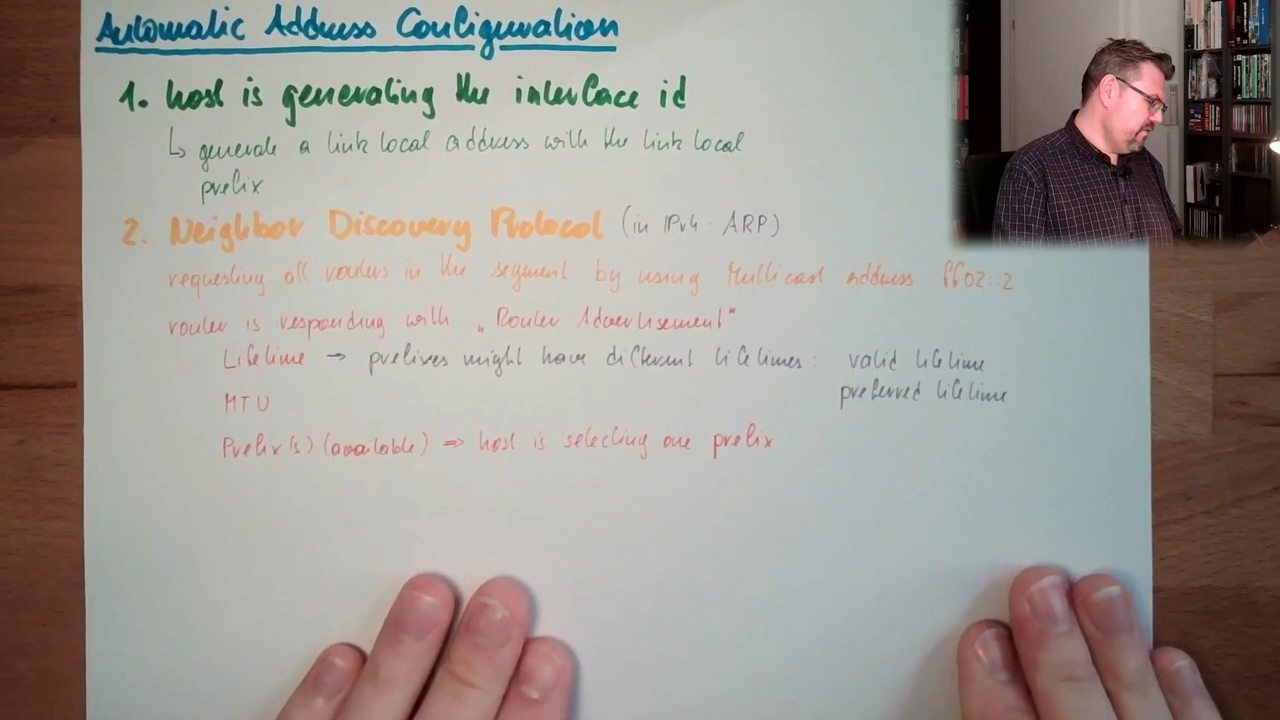 Automatic Address Configuration
1. host is generating the interface id
↳ generate a link local address with the link local
prefix
2. Neighbor Discovery Protocol (in IPv4: ARP)
requesting all routers in the segment by using Multicast address ff02::2
router is responding with „Router Advertisement"
Lifetime → prefixes might have different lifetimes: valid lifetime
preferred lifetime
MTU
Prefix(s) (available) ⇒ host is selecting one prefix